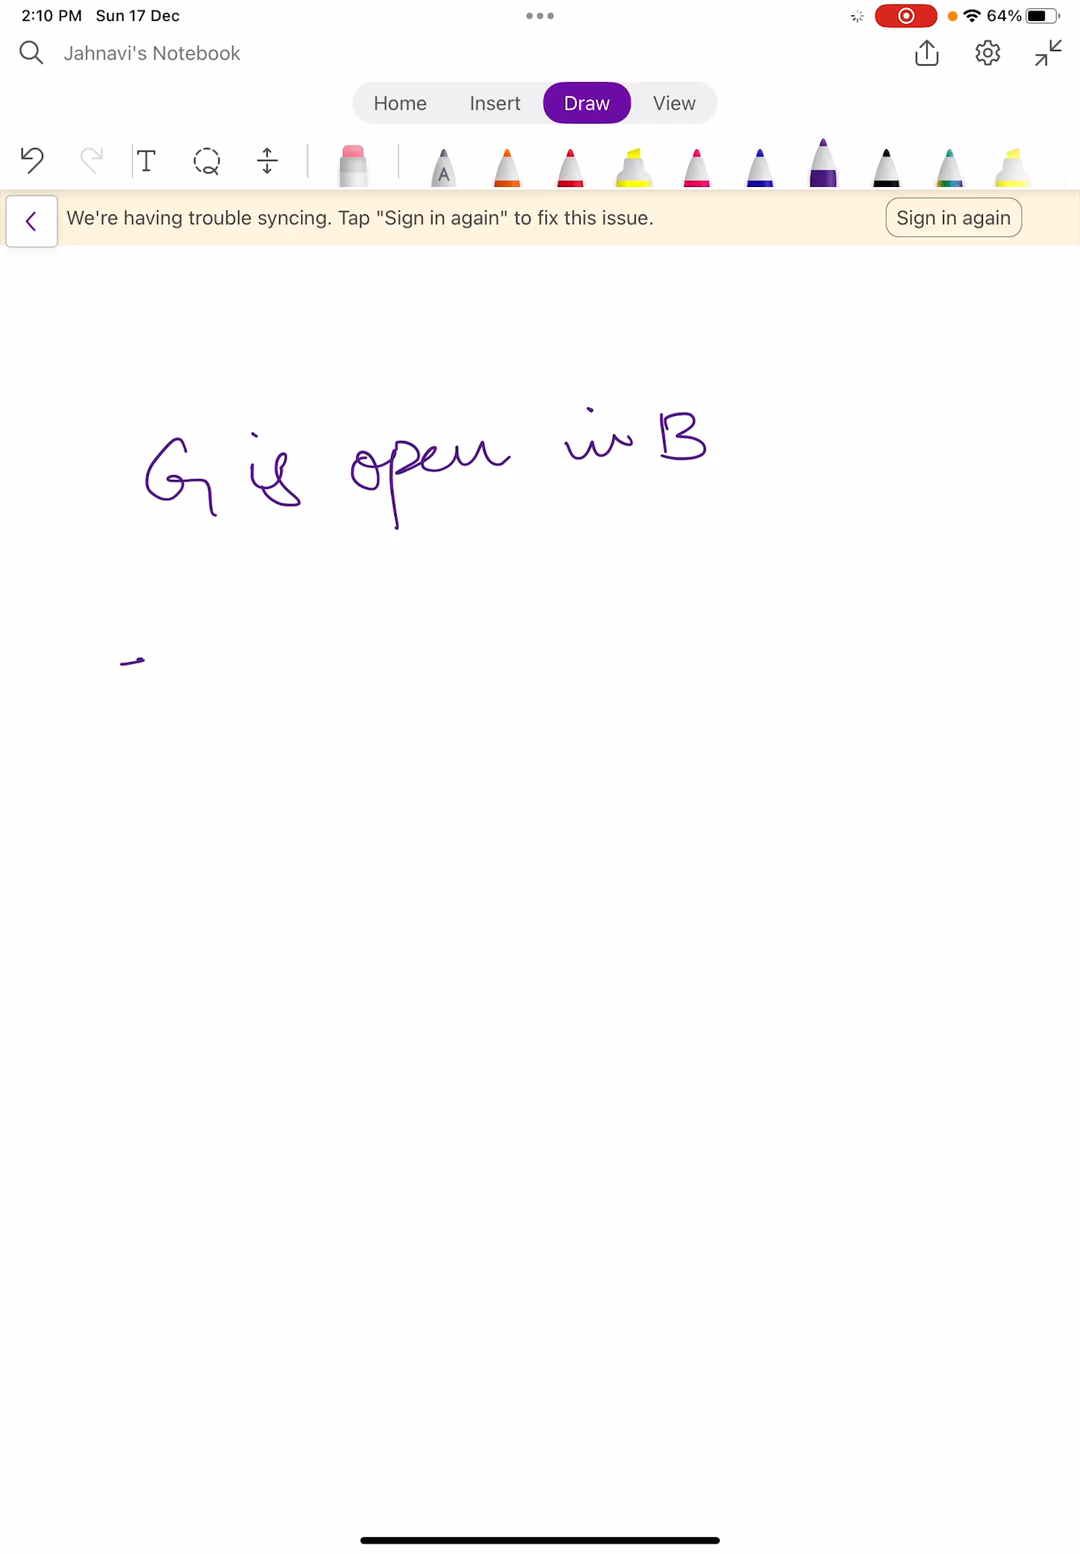 2:10 PM Sun 17 Dec 64%
Jahnavi's Notebook
Home Insert Draw View
T A
We're having trouble syncing. Tap "Sign in again" to fix this issue. Sign in again
G is open in B
-